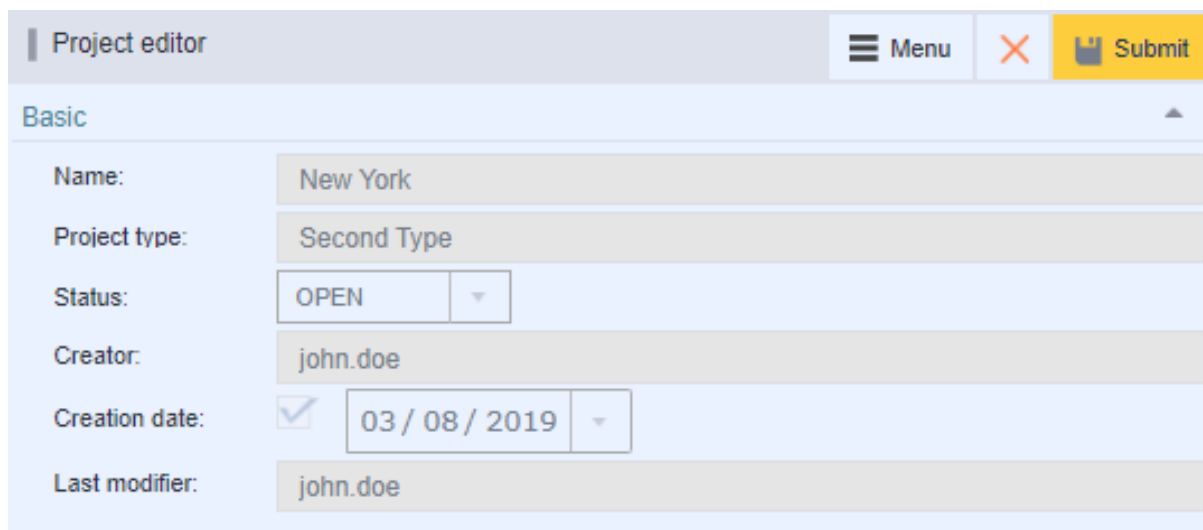 Project editor Menu Submit
Basic
Name: New York
Project type: Second Type
Status: OPEN
Creator: john.doe
Creation date: 03 / 08 / 2019
Last modifier: john.doe